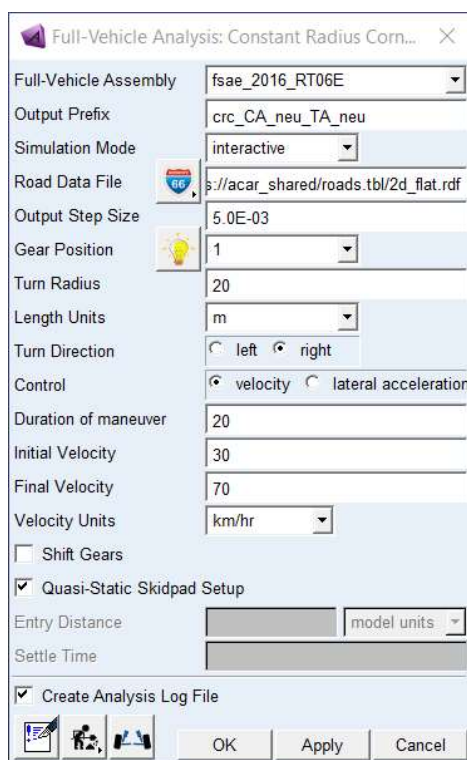 Full-Vehicle Analysis: Constant Radius Corn...
Full-Vehicle Assembly fsae_2016_RT06E
Output Prefix crc_CA_neu_TA_neu
Simulation Mode interactive
Road Data File 66 s://acar_shared/roads.tbl/2d_flat.rdf
Output Step Size 5.0E-03
Gear Position 1
Turn Radius 20
Length Units m
Turn Direction left right
Control velocity lateral acceleration
Duration of maneuver 20
Initial Velocity 30
Final Velocity 70
Velocity Units km/hr
Shift Gears
Quasi-Static Skidpad Setup
Entry Distance model units
Settle Time
Create Analysis Log File
OK Apply Cancel